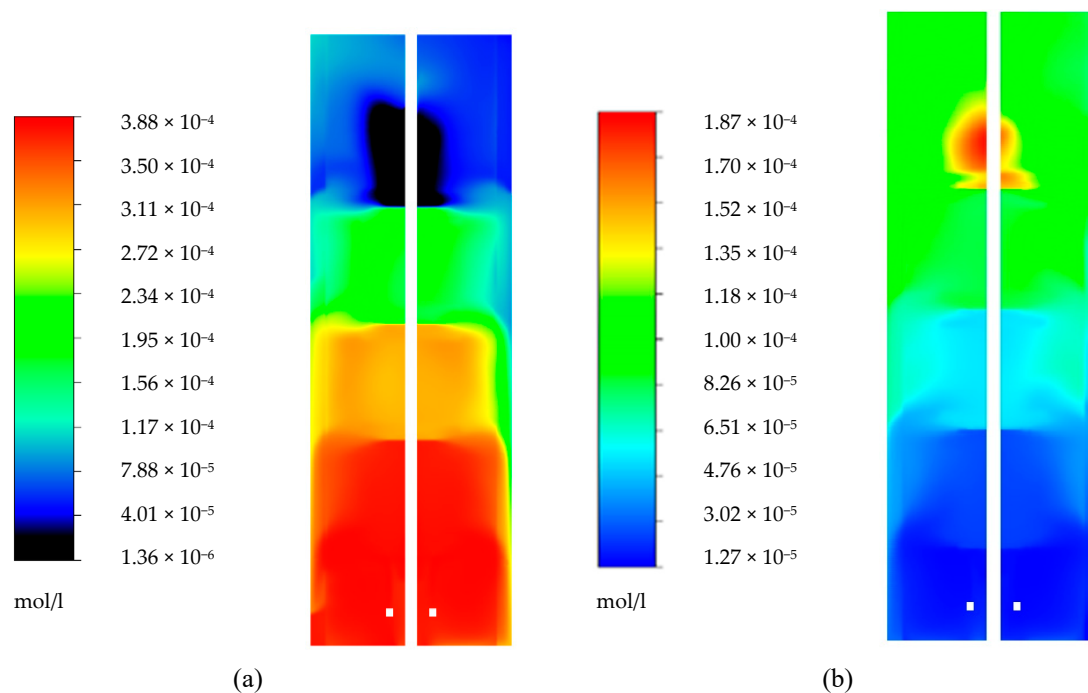 3.88 × 10⁻⁴
3.50 × 10⁻⁴
3.11 × 10⁻⁴
2.72 × 10⁻⁴
2.34 × 10⁻⁴
1.95 × 10⁻⁴
1.56 × 10⁻⁴
1.17 × 10⁻⁴
7.88 × 10⁻⁵
4.01 × 10⁻⁵
1.36 × 10⁻⁶
mol/l
(a)
1.87 × 10⁻⁴
1.70 × 10⁻⁴
1.52 × 10⁻⁴
1.35 × 10⁻⁴
1.18 × 10⁻⁴
1.00 × 10⁻⁴
8.26 × 10⁻⁵
6.51 × 10⁻⁵
4.76 × 10⁻⁵
3.02 × 10⁻⁵
1.27 × 10⁻⁵
mol/l
(b)